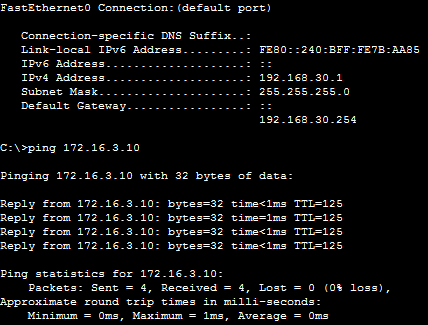 FastEthernet0 Connection:(default port)
Connection-specific DNS Suffix..:
Link-local IPv6 Address.........: FE80::240:BFF:FE7B:AA85
IPv6 Address....................: ::
IPv4 Address....................: 192.168.30.1
Subnet Mask.....................: 255.255.255.0
Default Gateway.................: ::
192.168.30.254
C:\>ping 172.16.3.10
Pinging 172.16.3.10 with 32 bytes of data:
Reply from 172.16.3.10: bytes=32 time<1ms TTL=125
Reply from 172.16.3.10: bytes=32 time<1ms TTL=125
Reply from 172.16.3.10: bytes=32 time<1ms TTL=125
Reply from 172.16.3.10: bytes=32 time<1ms TTL=125
Ping statistics for 172.16.3.10:
Packets: Sent = 4, Received = 4, Lost = 0 (0% loss),
Approximate round trip times in milli-seconds:
Minimum = 0ms, Maximum = 1ms, Average = 0ms